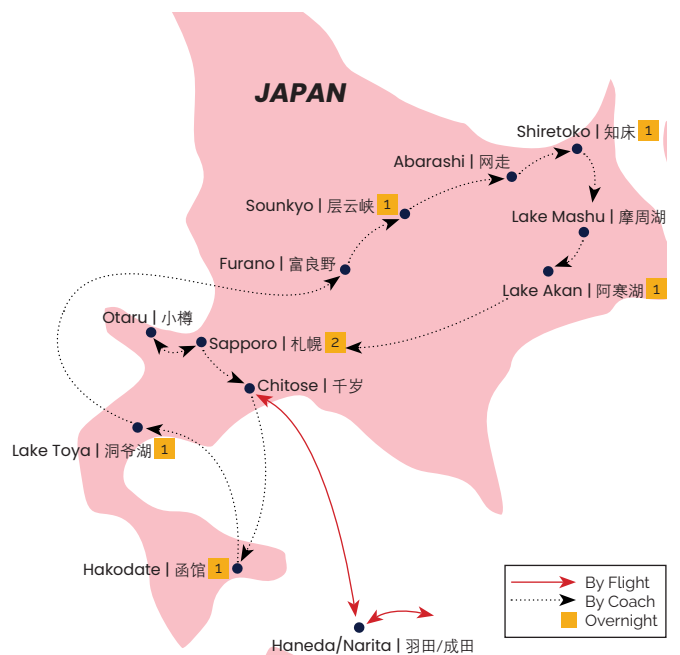 JAPAN
Shiretoko | 知床 1
Abarashi | 网走
Sounkyo | 层云峡 1
Lake Mashu | 摩周湖
Furano | 富良野
Lake Akan | 阿寒湖 1
Otaru | 小樽
Sapporo | 札幌 2
Chitose | 千岁
Lake Toya | 洞爷湖 1
Hakodate | 函馆 1
Haneda/Narita | 羽田/成田
By Flight
By Coach
Overnight